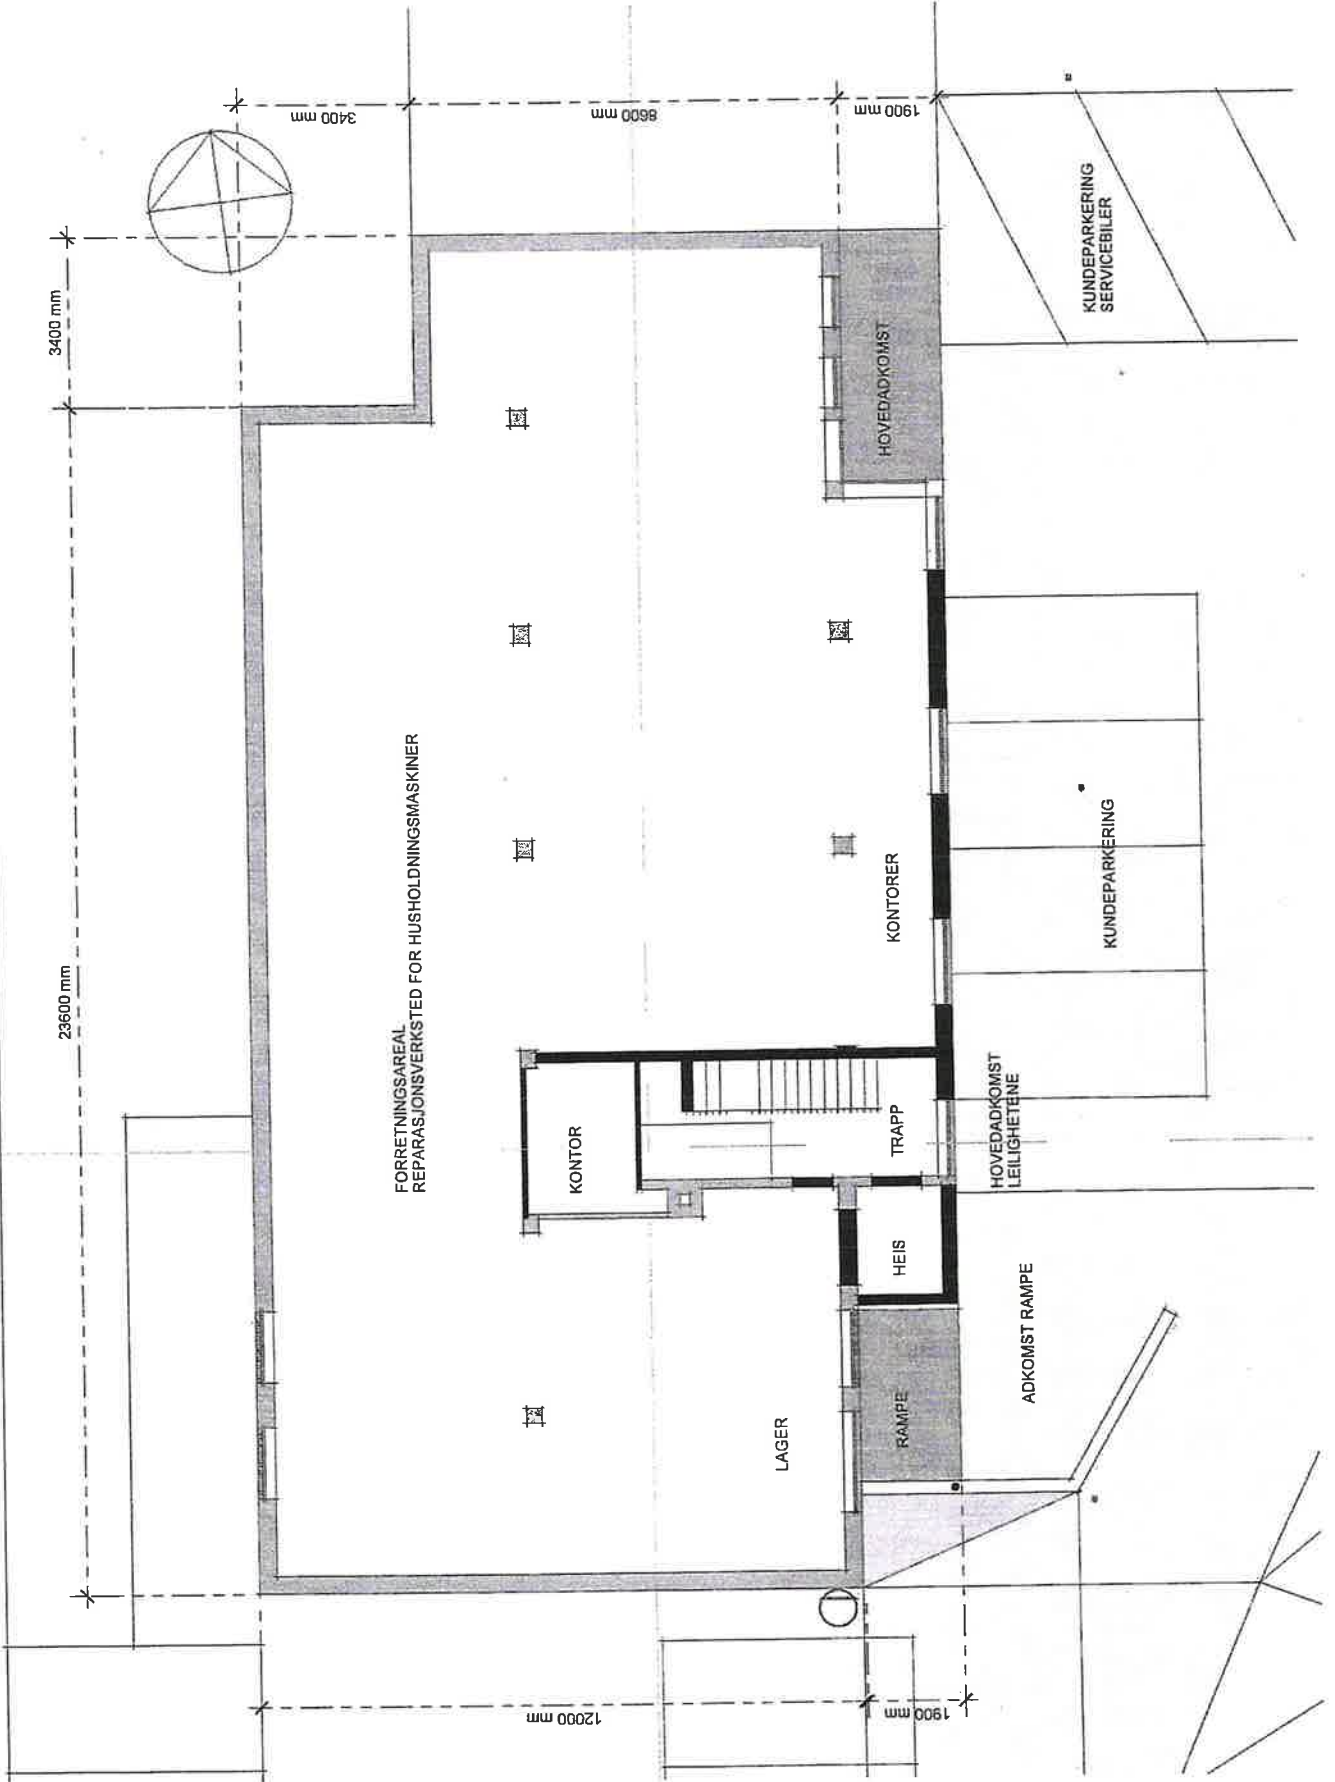 3400 mm
23600 mm
3400 mm
8600 mm
1900 mm
12000 mm
1900 mm
FORRETNINGSAREAL
REPARASJONSVERKSTED FOR HUSHOLDNINGSMASKINER
KONTOR
TRAPP
HEIS
LAGER
RAMPE
KONTORER
HOVEDADKOMST
KUNDEPARKERING
SERVICEBILER
KUNDEPARKERING
HOVEDADKOMST
LEILIGHETENE
ADKOMST RAMPE